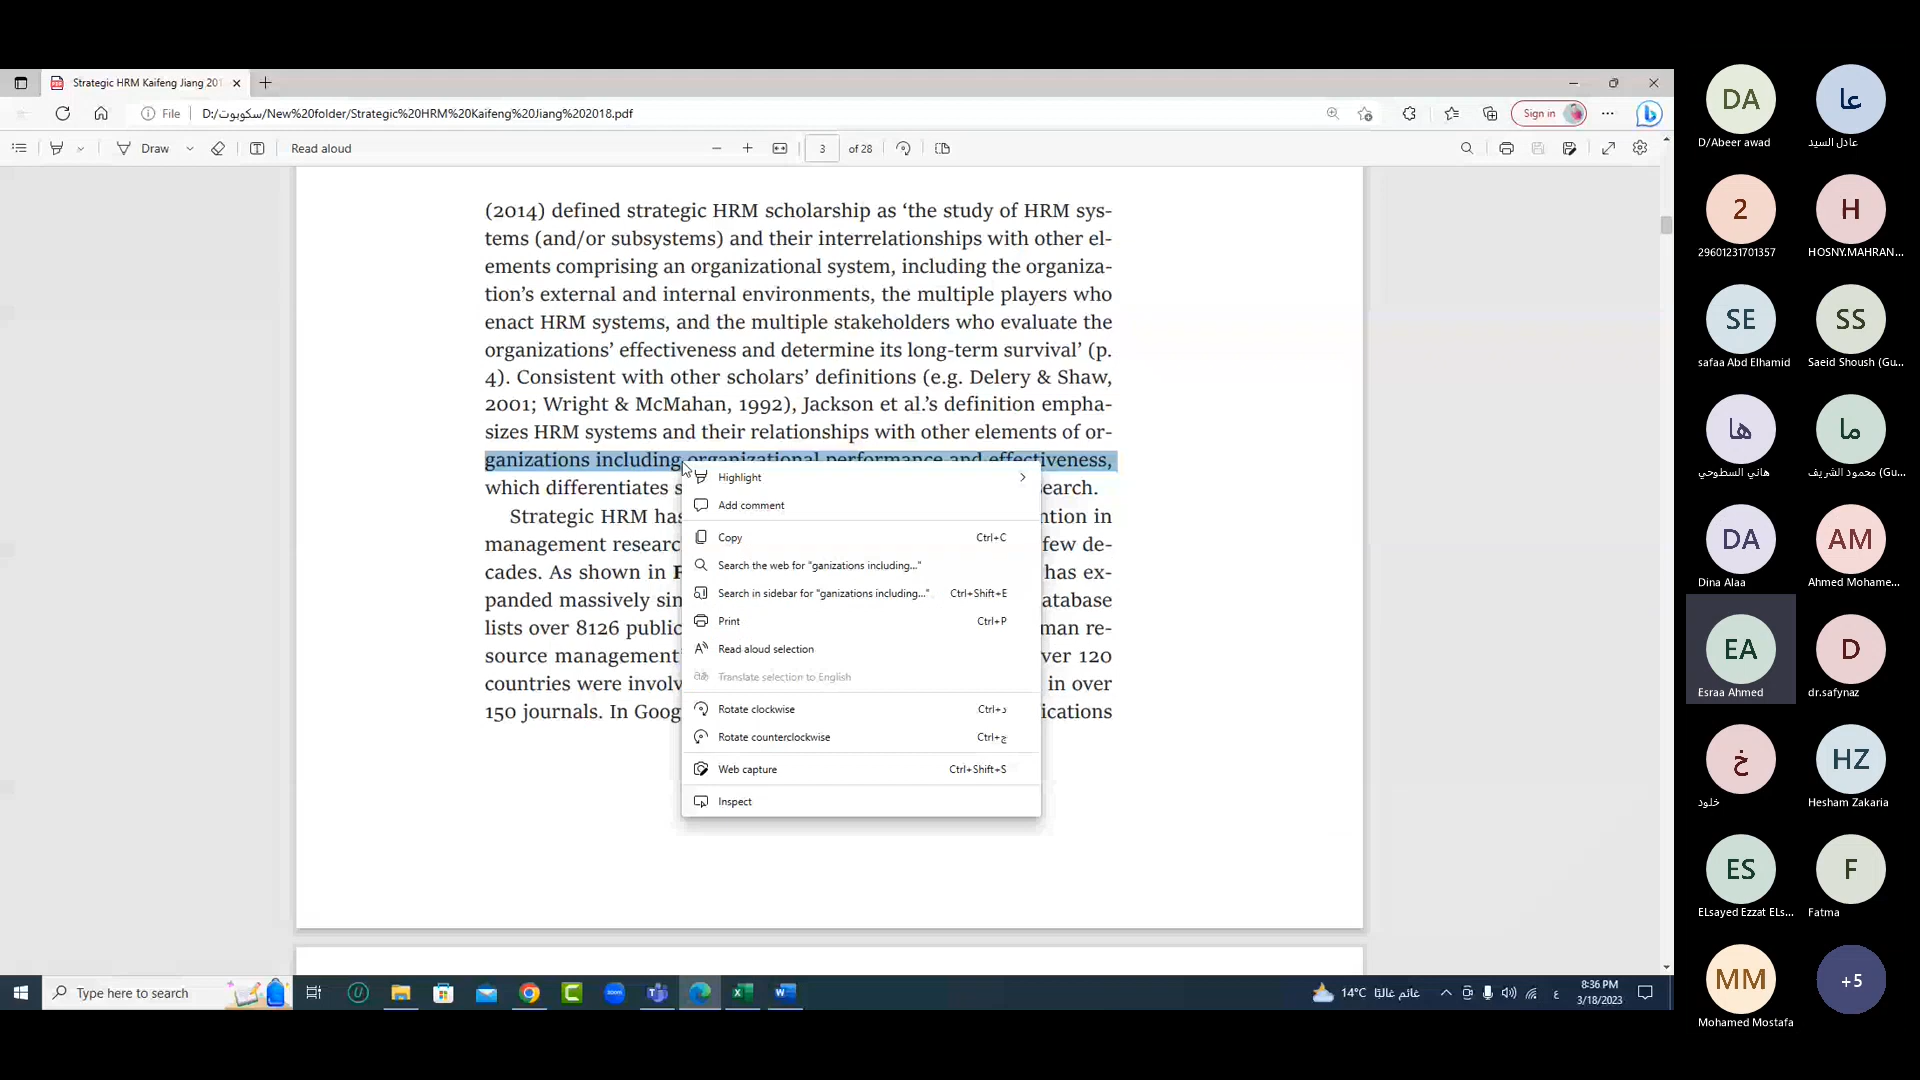 Strategic HRM Kaifeng Jiang 201
File
D:/سكوبوت/New%20folder/Strategic%20HRM%20Kaifeng%20Jiang%202018.pdf
Sign in
Draw
Read aloud
3 of 28
(2014) defined strategic HRM scholarship as ‘the study of HRM sys-
tems (and/or subsystems) and their interrelationships with other el-
ements comprising an organizational system, including the organiza-
tion’s external and internal environments, the multiple players who
enact HRM systems, and the multiple stakeholders who evaluate the
organizations’ effectiveness and determine its long-term survival’ (p.
4). Consistent with other scholars’ definitions (e.g. Delery & Shaw,
2001; Wright & McMahan, 1992), Jackson et al.’s definition empha-
sizes HRM systems and their relationships with other elements of or-
ganizations including organizational performance and effectiveness,
which differentiates s earch.
Strategic HRM has ntion in
management researc few de-
cades. As shown in F has ex-
panded massively sin atabase
lists over 8126 public man re-
source management’ ver 120
countries were involv in over
150 journals. In Goog ications
Highlight
Add comment
Copy Ctrl+C
Search the web for "ganizations including..."
Search in sidebar for "ganizations including..." Ctrl+Shift+E
Print Ctrl+P
Read aloud selection
Translate selection to English
Rotate clockwise Ctrl+د
Rotate counterclockwise Ctrl+ج
Web capture Ctrl+Shift+S
Inspect
Type here to search
14°C غائم غالبًا
ع
8:36 PM
3/18/2023
DA
D/Abeer awad
عا
عادل السيد
2
29601231701357
H
HOSNY.MAHRAN...
SE
safaa Abd Elhamid
SS
Saeid Shoush (Gu...
ها
هاني السطوحي
ما
محمود الشريف (Gu...
DA
Dina Alaa
AM
Ahmed Mohame...
EA
Esraa Ahmed
D
dr.safynaz
خ
خلود
HZ
Hesham Zakaria
ES
ELsayed Ezzat ELs...
F
Fatma
MM
Mohamed Mostafa
+5